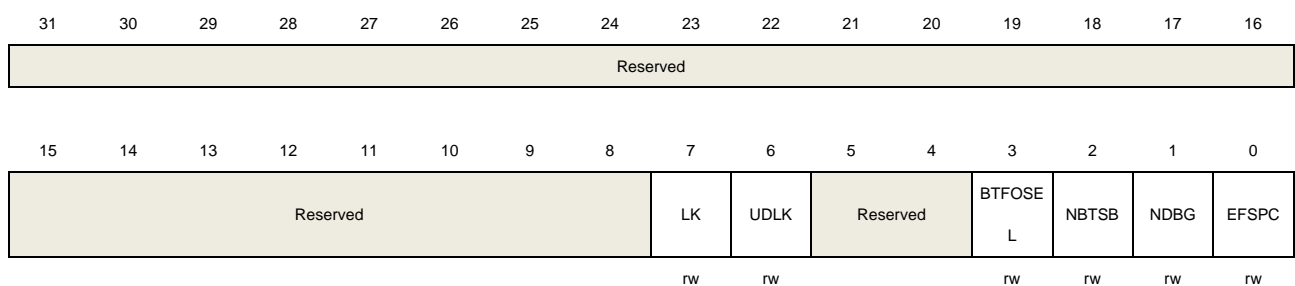 31 30 29 28 27 26 25 24 23 22 21 20 19 18 17 16
Reserved
15 14 13 12 11 10 9 8 7 6 5 4 3 2 1 0
Reserved LK UDLK Reserved BTFOSE
L NBTSB NDBG EFSPC
rw rw rw rw rw rw